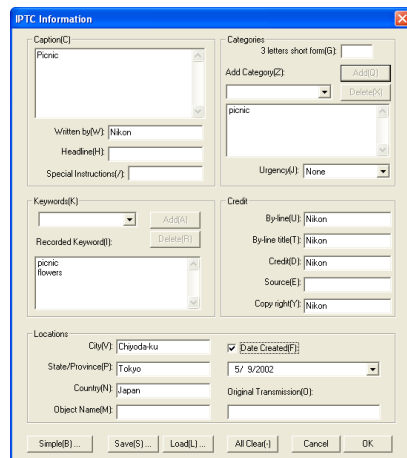 IPTC Information
Caption(C)
Picnic
Written by(W): Nikon
Headline(H):
Special Instructions(/):
Categories
3 letters short form(G):
Add Category(Z):
Add(Q)
Delete(X)
picnic
Urgency(J): None
Keywords(K)
Add(A)
Recorded Keyword(I):
Delete(R)
picnic
flowers
Credit
By-line(U): Nikon
By-line title(T): Nikon
Credit(D): Nikon
Source(E):
Copy right(Y): Nikon
Locations
City(V): Chiyoda-ku
State/Province(P): Tokyo
Country(N): Japan
Object Name(M):
Date Created(F):
5/ 9/2002
Original Transmission(O):
Simple(B) ... Save(S) ... Load(L) ... All Clear(-) Cancel OK